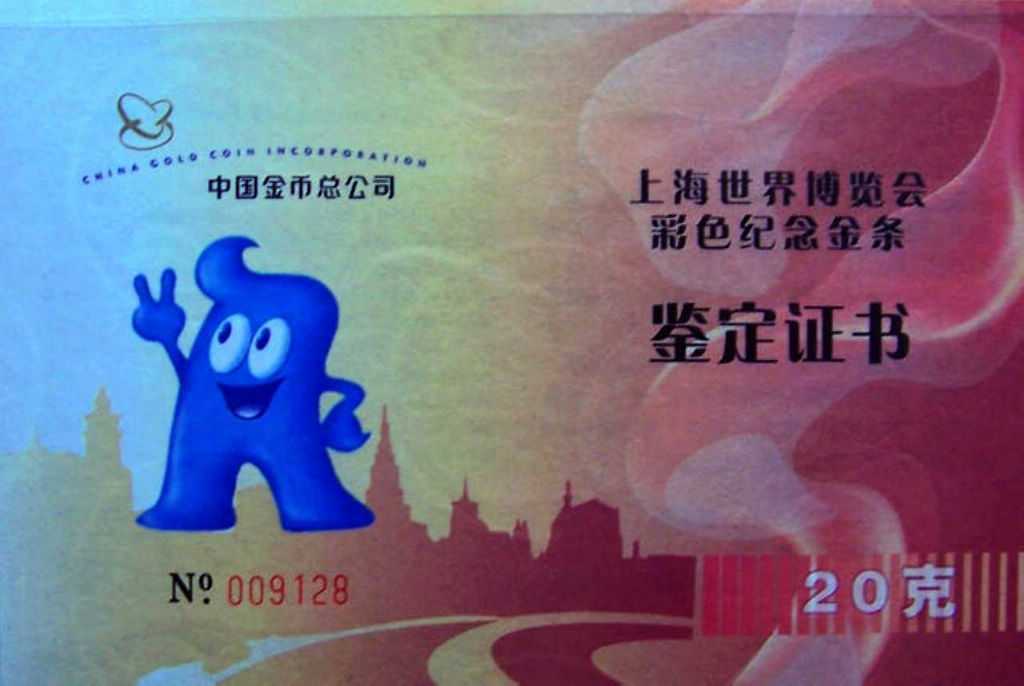 CHINA GOLD COIN INCORPORATION
中国金币总公司
上海世界博览会
彩色纪念金条
鉴定证书
Nº. 009128
20克